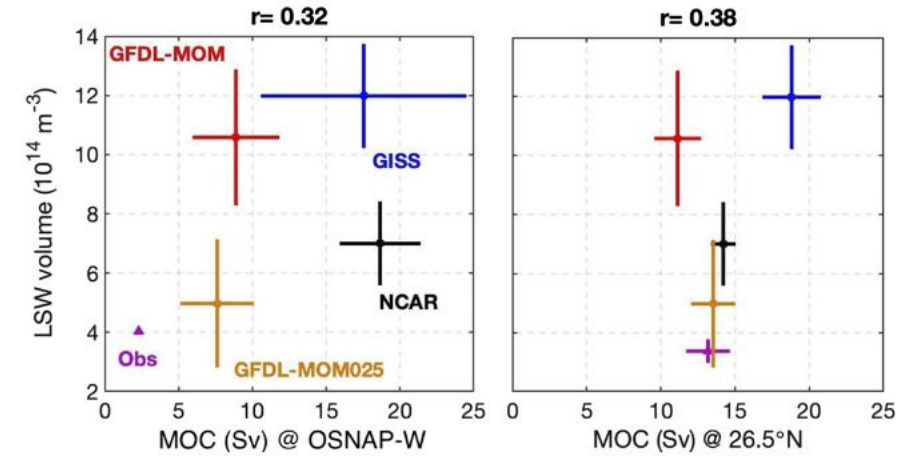 r= 0.32
r= 0.38
LSW volume (10^14 m^-3)
14
12
10
8
6
4
2
GFDL-MOM
GISS
NCAR
Obs
GFDL-MOM025
0 5 10 15 20 25
MOC (Sv) @ OSNAP-W
0 5 10 15 20 25
MOC (Sv) @ 26.5°N